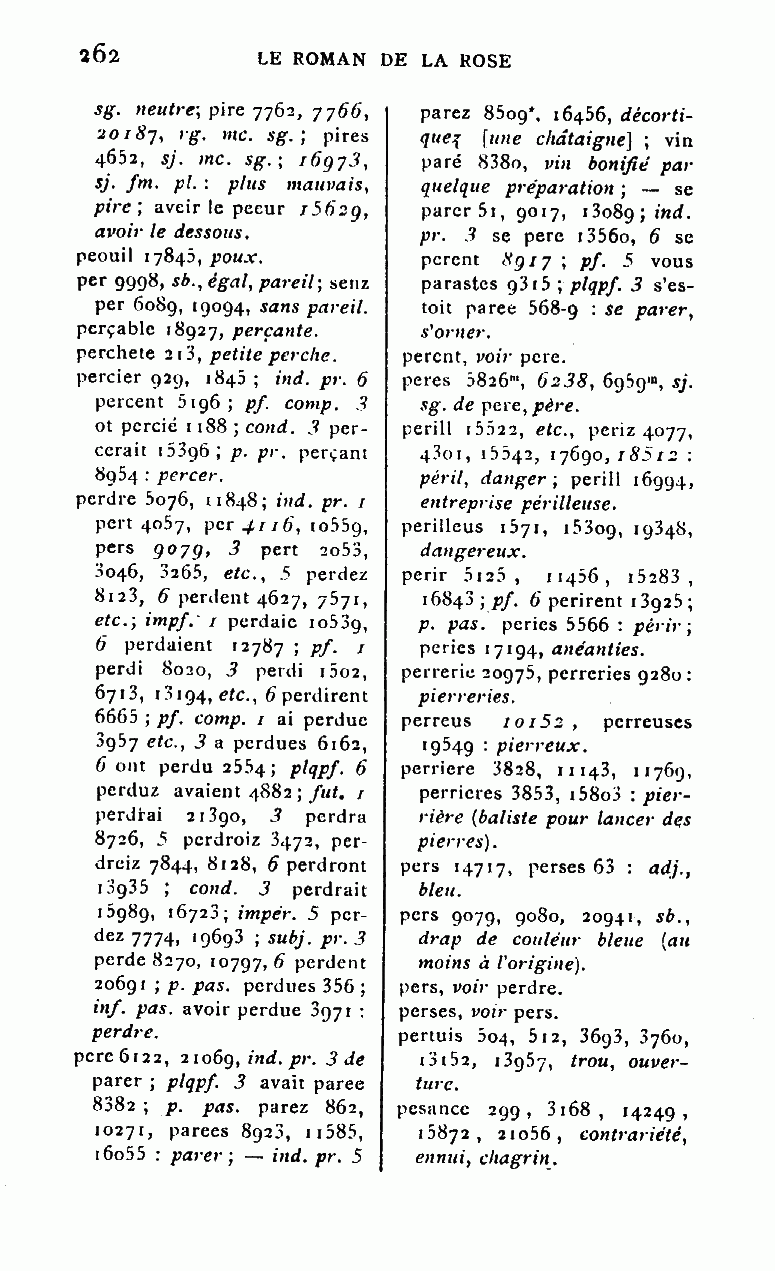 262 LE ROMAN DE LA ROSE
sg. neutre; pire 7762, 7766,
20187, rg. mc. sg. ; pires
4652, sj. mc. sg. ; 16973,
sj. fm. pl. : plus mauvais,
pire ; aveir le peeur 15629,
avoir le dessous.
peouil 17845, poux.
per 9998, sb., égal, pareil; senz
per 6089, 19094, sans pareil.
perçable 18927, perçante.
perchete 213, petite perche.
percier 929, 1845 ; ind. pr. 6
percent 5196 ; pf. comp. 3
ot percié 1188 ; cond. 3 per-
cerait 15396 ; p. pr. perçant
8954 : percer.
perdre 5076, 11848; ind. pr. 1
pert 4057, per 4116, 10559,
pers 9079, 3 pert 2053,
3046, 3265, etc., 5 perdez
8123, 6 perdent 4627, 7571,
etc.; impf. 1 perdaie 10539,
6 perdaient 12787 ; pf. 1
perdi 8020, 3 perdi 1502,
6713, 13194, etc., 6 perdirent
6665 ; pf. comp. 1 ai perdue
3957 etc., 3 a perdues 6162,
6 ont perdu 2554; plqpf. 6
perduz avaient 4882 ; fut. 1
perdrai 21390, 3 perdra
8726, 5 perdroiz 3472, per-
dreiz 7844, 8128, 6 perdront
13935 ; cond. 3 perdrait
15989, 16723; impér. 5 per-
dez 7774, 19693 ; subj. pr. 3
perde 8270, 10797, 6 perdent
20691 ; p. pas. perdues 356 ;
inf. pas. avoir perdue 3971 :
perdre.
pere 6122, 21069, ind. pr. 3 de
parer ; plqpf. 3 avait paree
8382 ; p. pas. parez 862,
10271, parees 8923, 11585,
16055 : parer ; — ind. pr. 5
parez 8509*, 16456, décorti-
quez [une châtaigne] ; vin
paré 8380, vin bonifié par
quelque préparation ; — se
parer 51, 9017, 13089 ; ind.
pr. 3 se pere 13560, 6 se
perent 8917 ; pf. 5 vous
parastes 9315 ; plqpf. 3 s'es-
toit paree 568-9 : se parer,
s'orner.
perent, voir pere.
peres 5826ᵐ, 6238, 6959ᵐ, sj.
sg. de pere, père.
perill 15522, etc., periz 4077,
4301, 15542, 17690, 18512 :
péril, danger ; perill 16994,
entreprise périlleuse.
perilleus 1571, 15309, 19348,
dangereux.
perir 5125 , 11456 , 15283 ,
16843 ; pf. 6 perirent 13925 ;
p. pas. peries 5566 : périr ;
peries 17194, anéanties.
perrerie 20975, perreries 9280 :
pierreries.
perreus 10152 , perreuses
19549 : pierreux.
perriere 3828, 11143, 11769,
perrieres 3853, 15803 : pier-
rière (baliste pour lancer des
pierres).
pers 14717, perses 63 : adj.,
bleu.
pers 9079, 9080, 20941, sb.,
drap de couleur bleue (au
moins à l'origine).
pers, voir perdre.
perses, voir pers.
pertuis 504, 512, 3693, 3760,
13152, 13957, trou, ouver-
ture.
pesance 299 , 3168 , 14249 ,
15872 , 21056 , contrariété,
ennui, chagrin.